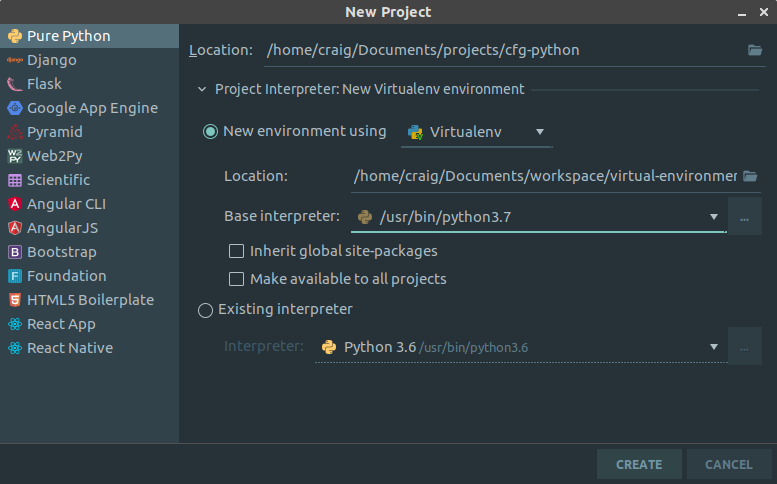 New Project
Pure Python
Django
Flask
Google App Engine
Pyramid
Web2Py
Scientific
Angular CLI
AngularJS
Bootstrap
Foundation
HTML5 Boilerplate
React App
React Native
Location: /home/craig/Documents/projects/cfg-python
Project Interpreter: New Virtualenv environment
New environment using Virtualenv
Location: /home/craig/Documents/workspace/virtual-environmen
Base interpreter: /usr/bin/python3.7 ...
Inherit global site-packages
Make available to all projects
Existing interpreter
Interpreter: Python 3.6 /usr/bin/python3.6 ...
CREATE CANCEL